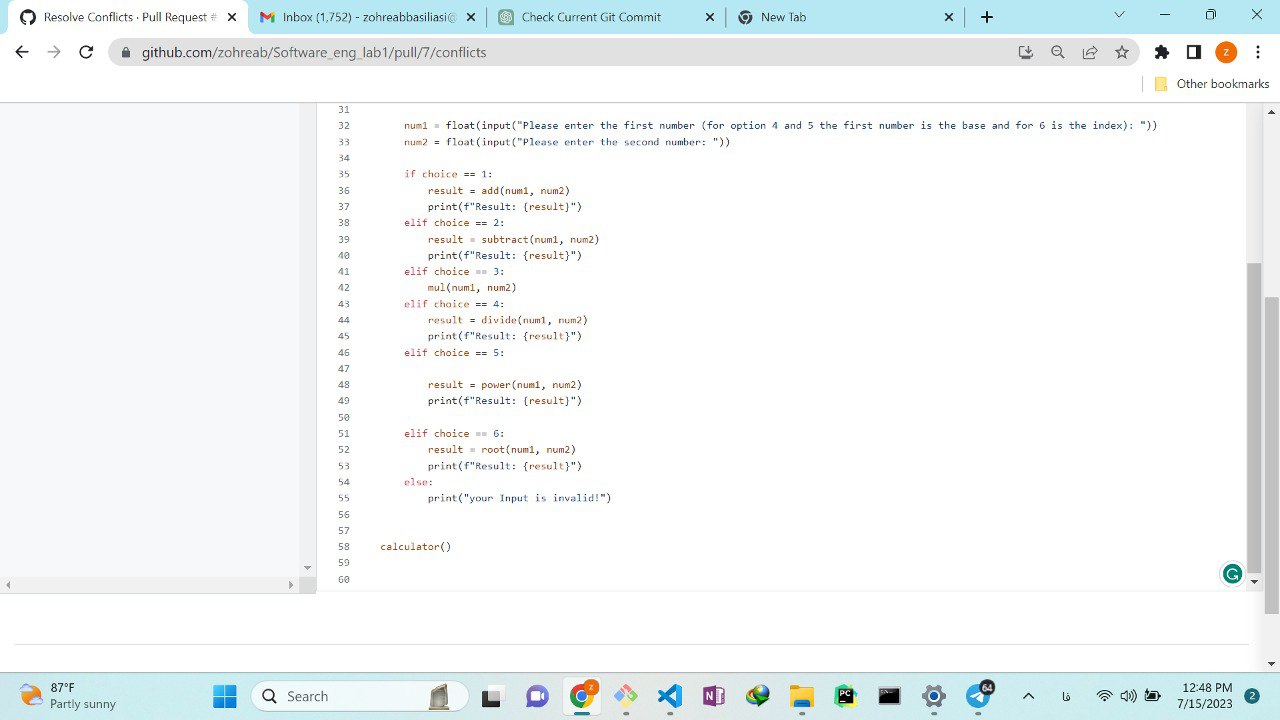 Resolve Conflicts · Pull Request #
Inbox (1,752) - zohreabbasiliasi@
Check Current Git Commit
New Tab
github.com/zohreab/Software_eng_lab1/pull/7/conflicts
Z
Other bookmarks
31
32 num1 = float(input("Please enter the first number (for option 4 and 5 the first number is the base and for 6 is the index): "))
33 num2 = float(input("Please enter the second number: "))
34
35 if choice == 1:
36 result = add(num1, num2)
37 print(f"Result: {result}")
38 elif choice == 2:
39 result = subtract(num1, num2)
40 print(f"Result: {result}")
41 elif choice == 3:
42 mul(num1, num2)
43 elif choice == 4:
44 result = divide(num1, num2)
45 print(f"Result: {result}")
46 elif choice == 5:
47
48 result = power(num1, num2)
49 print(f"Result: {result}")
50
51 elif choice == 6:
52 result = root(num1, num2)
53 print(f"Result: {result}")
54 else:
55 print("your Input is invalid!")
56
57
58 calculator()
59
60
87°F
Partly sunny
Search
Z
N
PC
64
فا
12:48 PM
7/15/2023
2